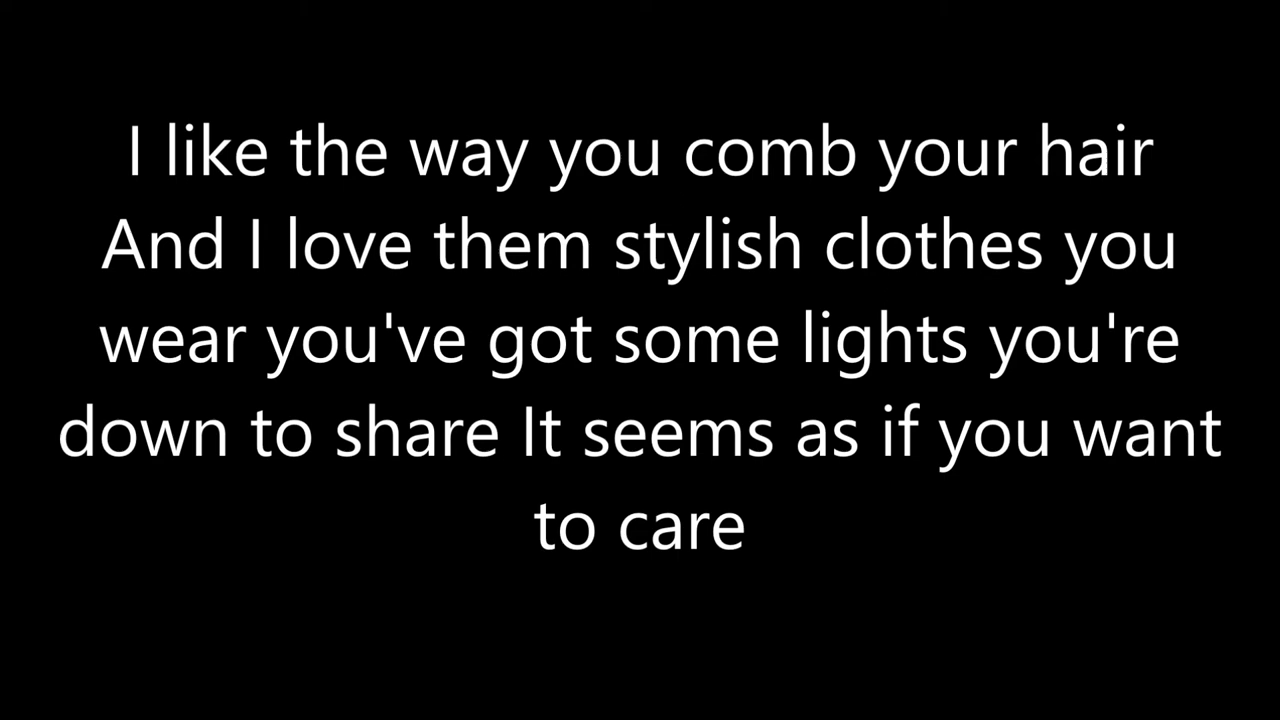 I like the way you comb your hair
And I love them stylish clothes you
wear you've got some lights you're
down to share It seems as if you want
to care